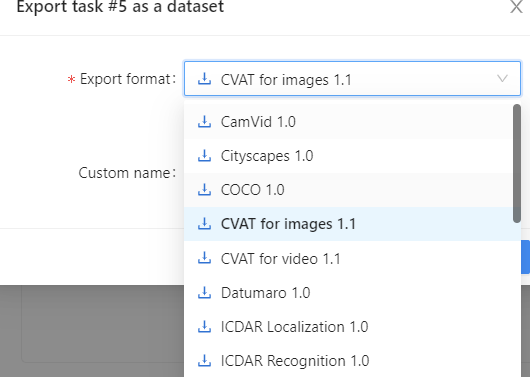 Export task #5 as a dataset
* Export format:
CVAT for images 1.1
CamVid 1.0
Cityscapes 1.0
Custom name:
COCO 1.0
CVAT for images 1.1
CVAT for video 1.1
Datumaro 1.0
ICDAR Localization 1.0
ICDAR Recognition 1.0